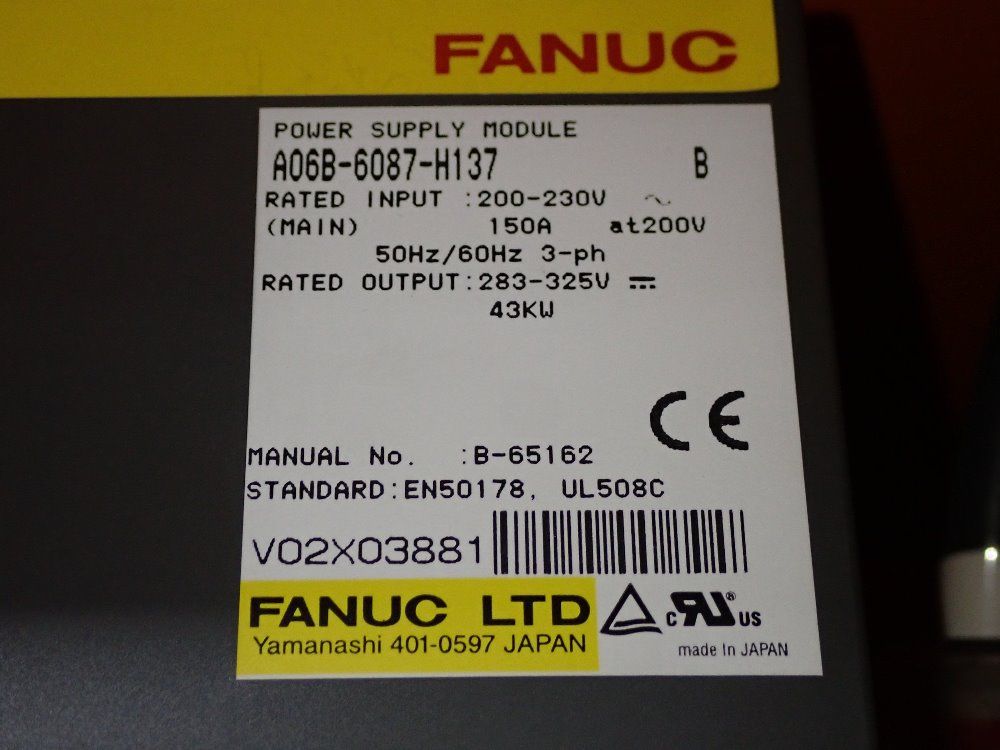 FANUC
POWER SUPPLY MODULE
A06B-6087-H137 B
RATED INPUT :200-230V ~
(MAIN) 150A at200V
50Hz/60Hz 3-ph
RATED OUTPUT:283-325V ⎓
43KW
CE
MANUAL No. :B-65162
STANDARD:EN50178, UL508C
V02X03881
FANUC LTD
Yamanashi 401-0597 JAPAN
c RU® US
made In JAPAN